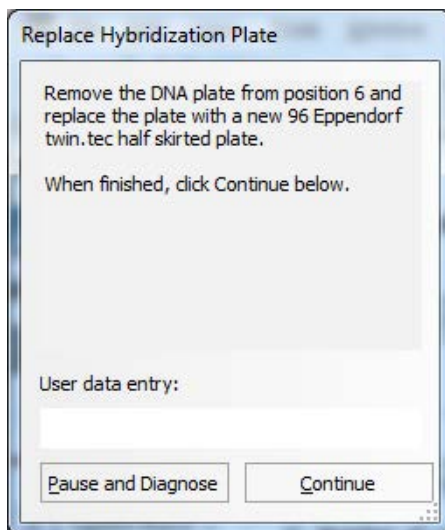 Replace Hybridization Plate
Remove the DNA plate from position 6 and
replace the plate with a new 96 Eppendorf
twin.tec half skirted plate.
When finished, click Continue below.
User data entry:
Pause and Diagnose
Continue